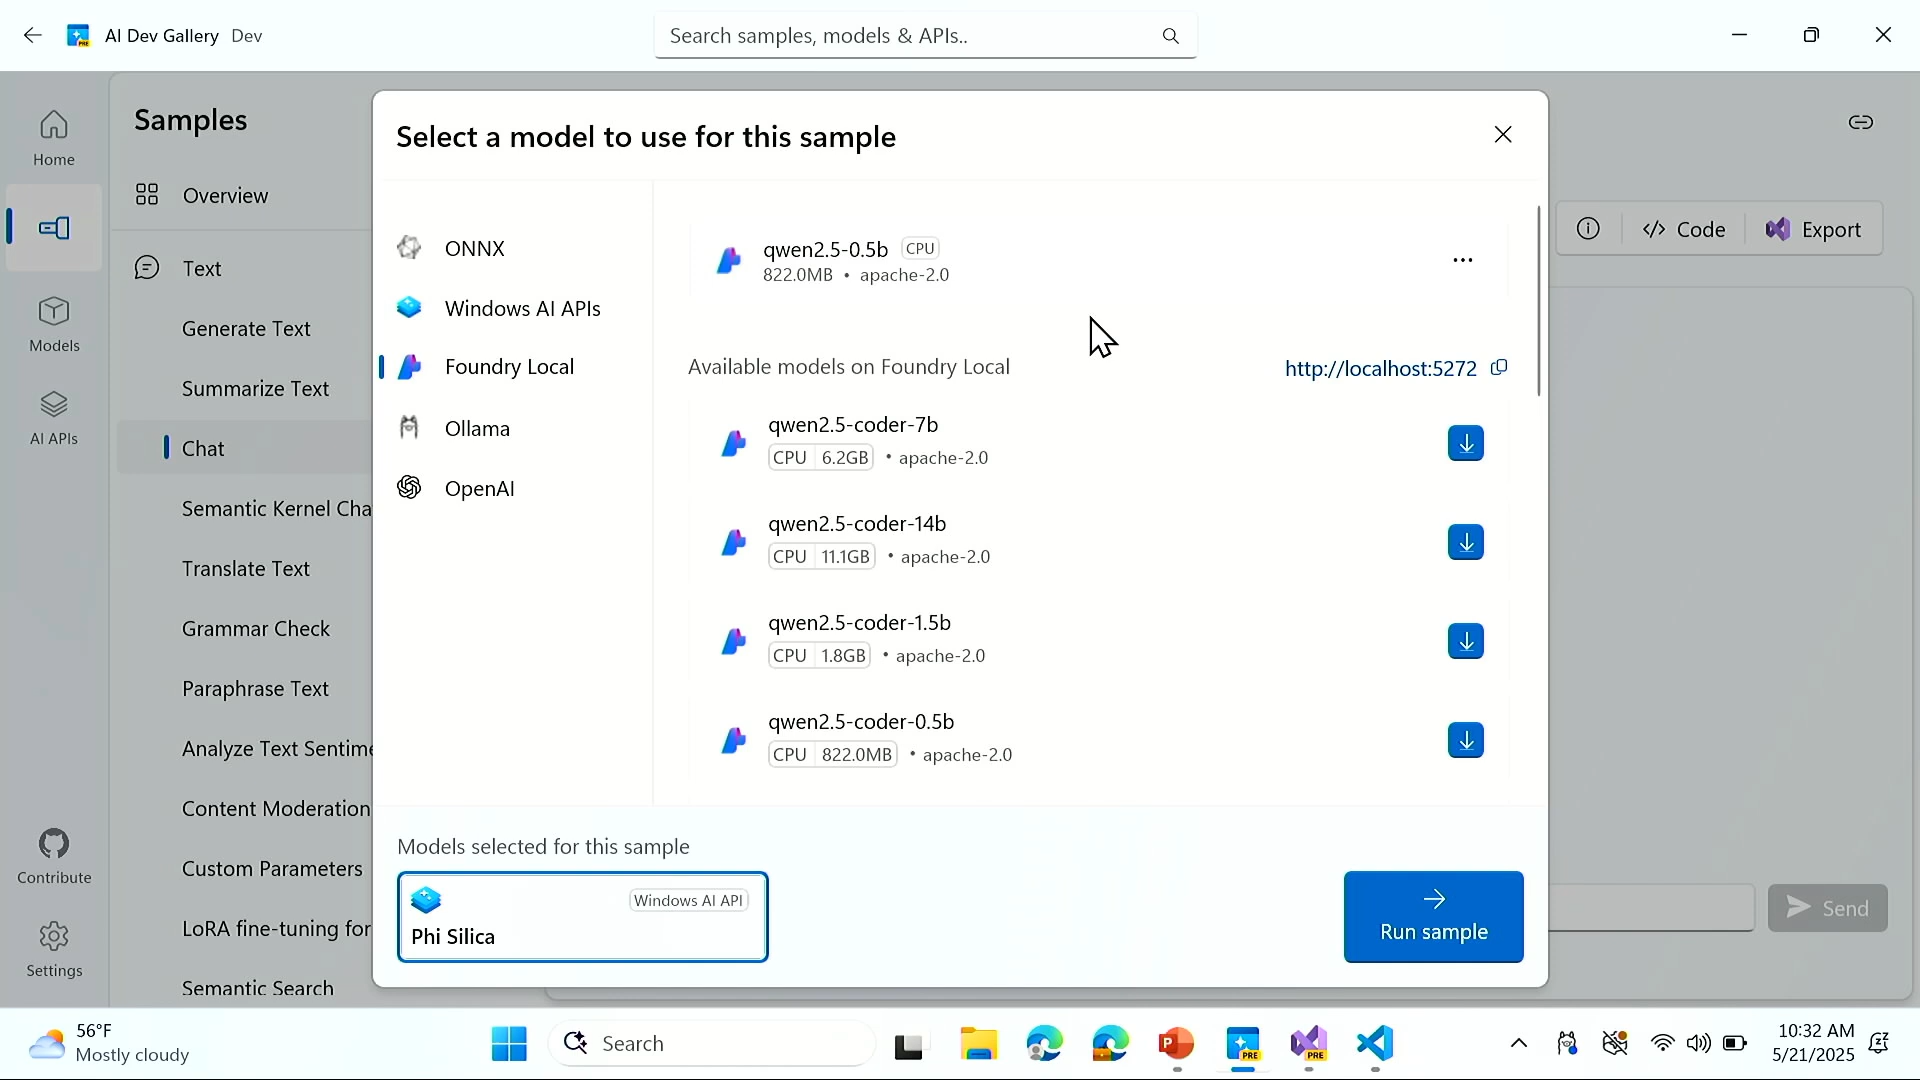 AI Dev Gallery Dev
Search samples, models & APIs..
Home
Models
AI APIs
Contribute
Settings
Samples
Overview
Text
Generate Text
Summarize Text
Chat
Semantic Kernel Cha
Translate Text
Grammar Check
Paraphrase Text
Analyze Text Sentime
Content Moderation
Custom Parameters
LoRA fine-tuning for
Semantic Search
Select a model to use for this sample
ONNX
Windows AI APIs
Foundry Local
Ollama
OpenAI
qwen2.5-0.5b CPU
822.0MB • apache-2.0
Available models on Foundry Local
http://localhost:5272
qwen2.5-coder-7b
CPU 6.2GB • apache-2.0
qwen2.5-coder-14b
CPU 11.1GB • apache-2.0
qwen2.5-coder-1.5b
CPU 1.8GB • apache-2.0
qwen2.5-coder-0.5b
CPU 822.0MB • apache-2.0
Models selected for this sample
Windows AI API
Phi Silica
Run sample
</> Code
Export
Send
56°F
Mostly cloudy
Search
PRE
PRE
10:32 AM
5/21/2025